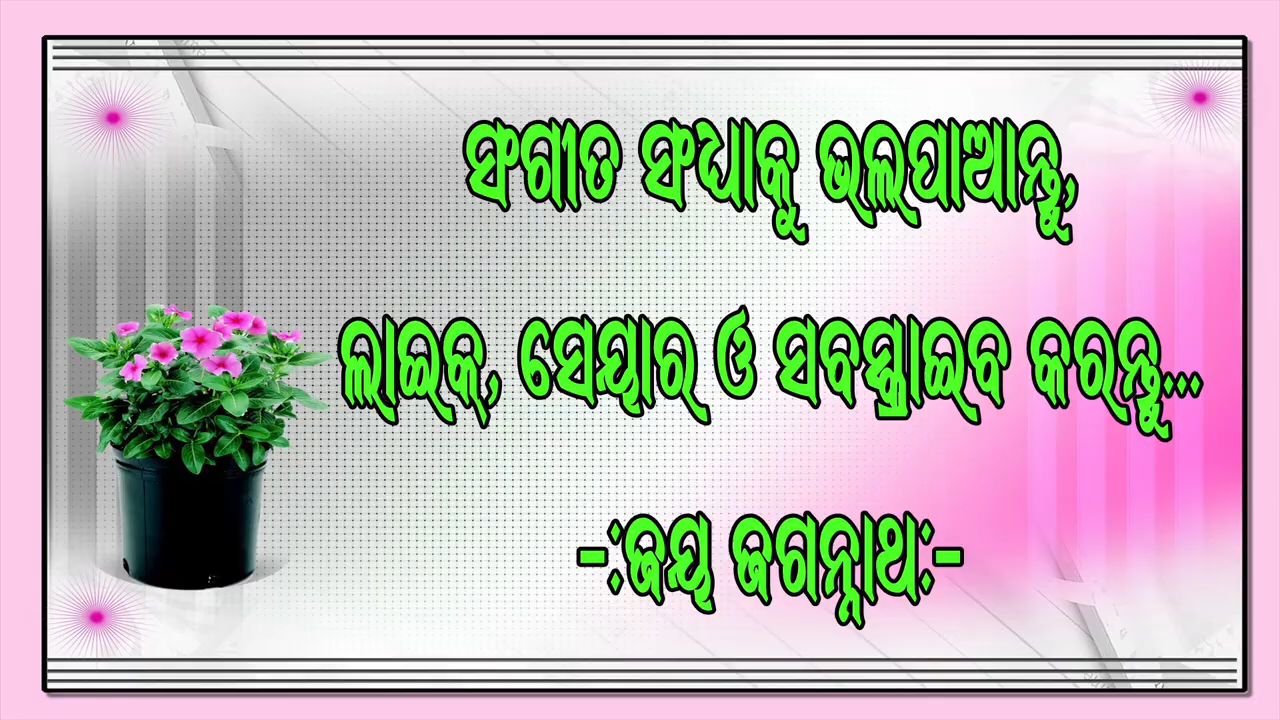 ସଂଗୀତ ସଂଧ୍ୟାକୁ ଭଲପାଆନ୍ତୁ,
ଲାଇକ୍, ସେୟାର ଓ ସବସ୍କ୍ରାଇବ କରନ୍ତୁ...
-:ଜୟ ଜଗନ୍ନାଥ:-